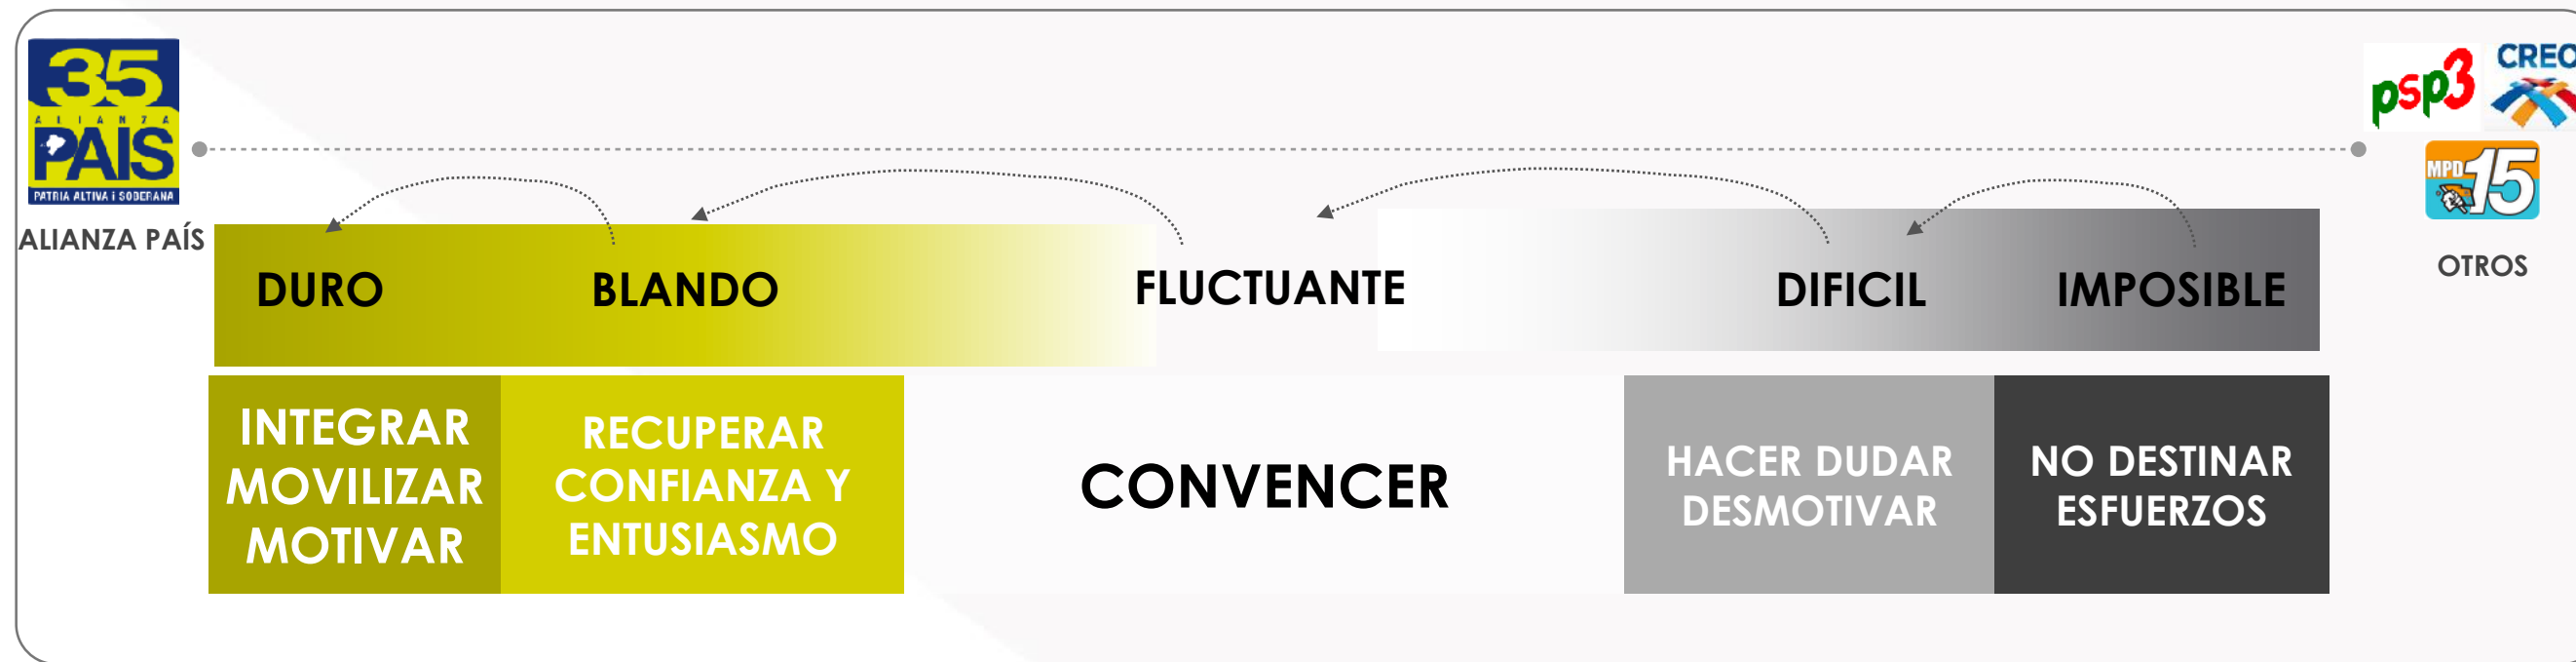 35
ALIANZA
PAIS
PATRIA ALTIVA i SOBERANA
ALIANZA PAÍS
psp3
CREO
MPD 15
OTROS
DURO
BLANDO
FLUCTUANTE
DIFICIL
IMPOSIBLE
INTEGRAR
MOVILIZAR
MOTIVAR
RECUPERAR
CONFIANZA Y
ENTUSIASMO
CONVENCER
HACER DUDAR
DESMOTIVAR
NO DESTINAR
ESFUERZOS